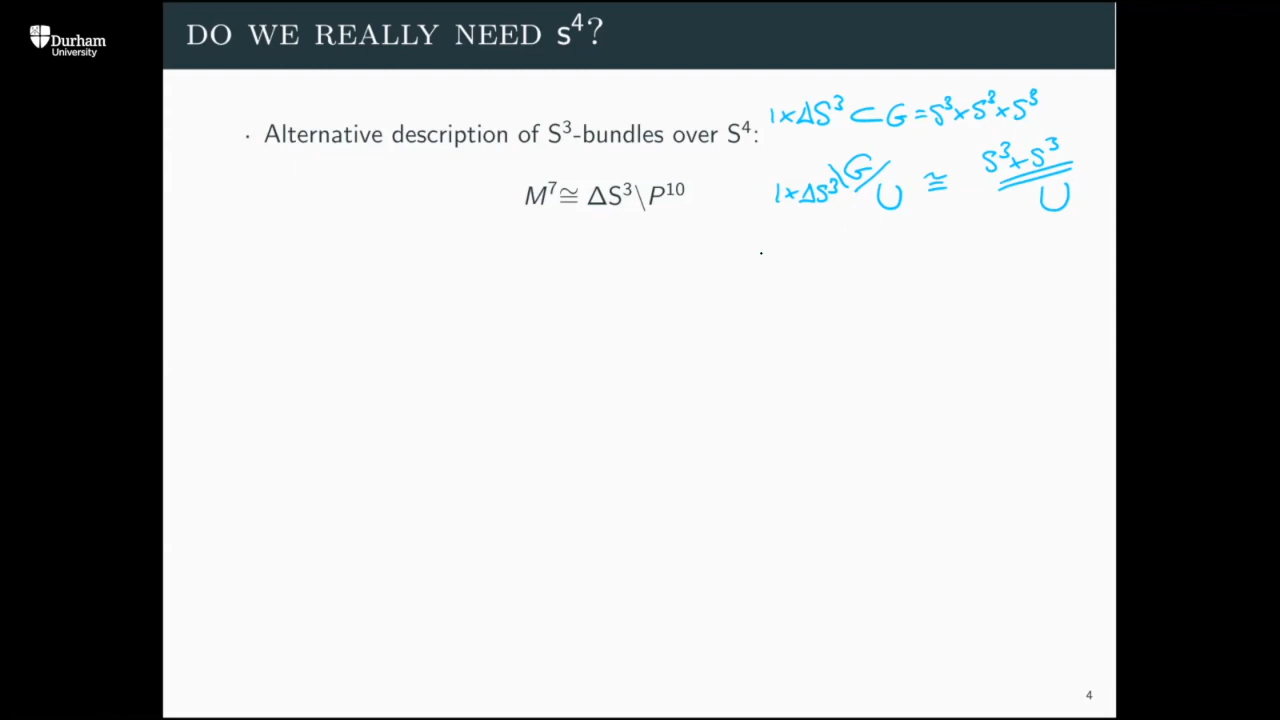 Durham
University
DO WE REALLY NEED S⁴?
· Alternative description of S³-bundles over S⁴:
M⁷ ≅ ΔS³\P¹⁰
1×ΔS³ ⊂ G = S³×S³×S³
1×ΔS³\G/U ≅ S³×S³//U
4